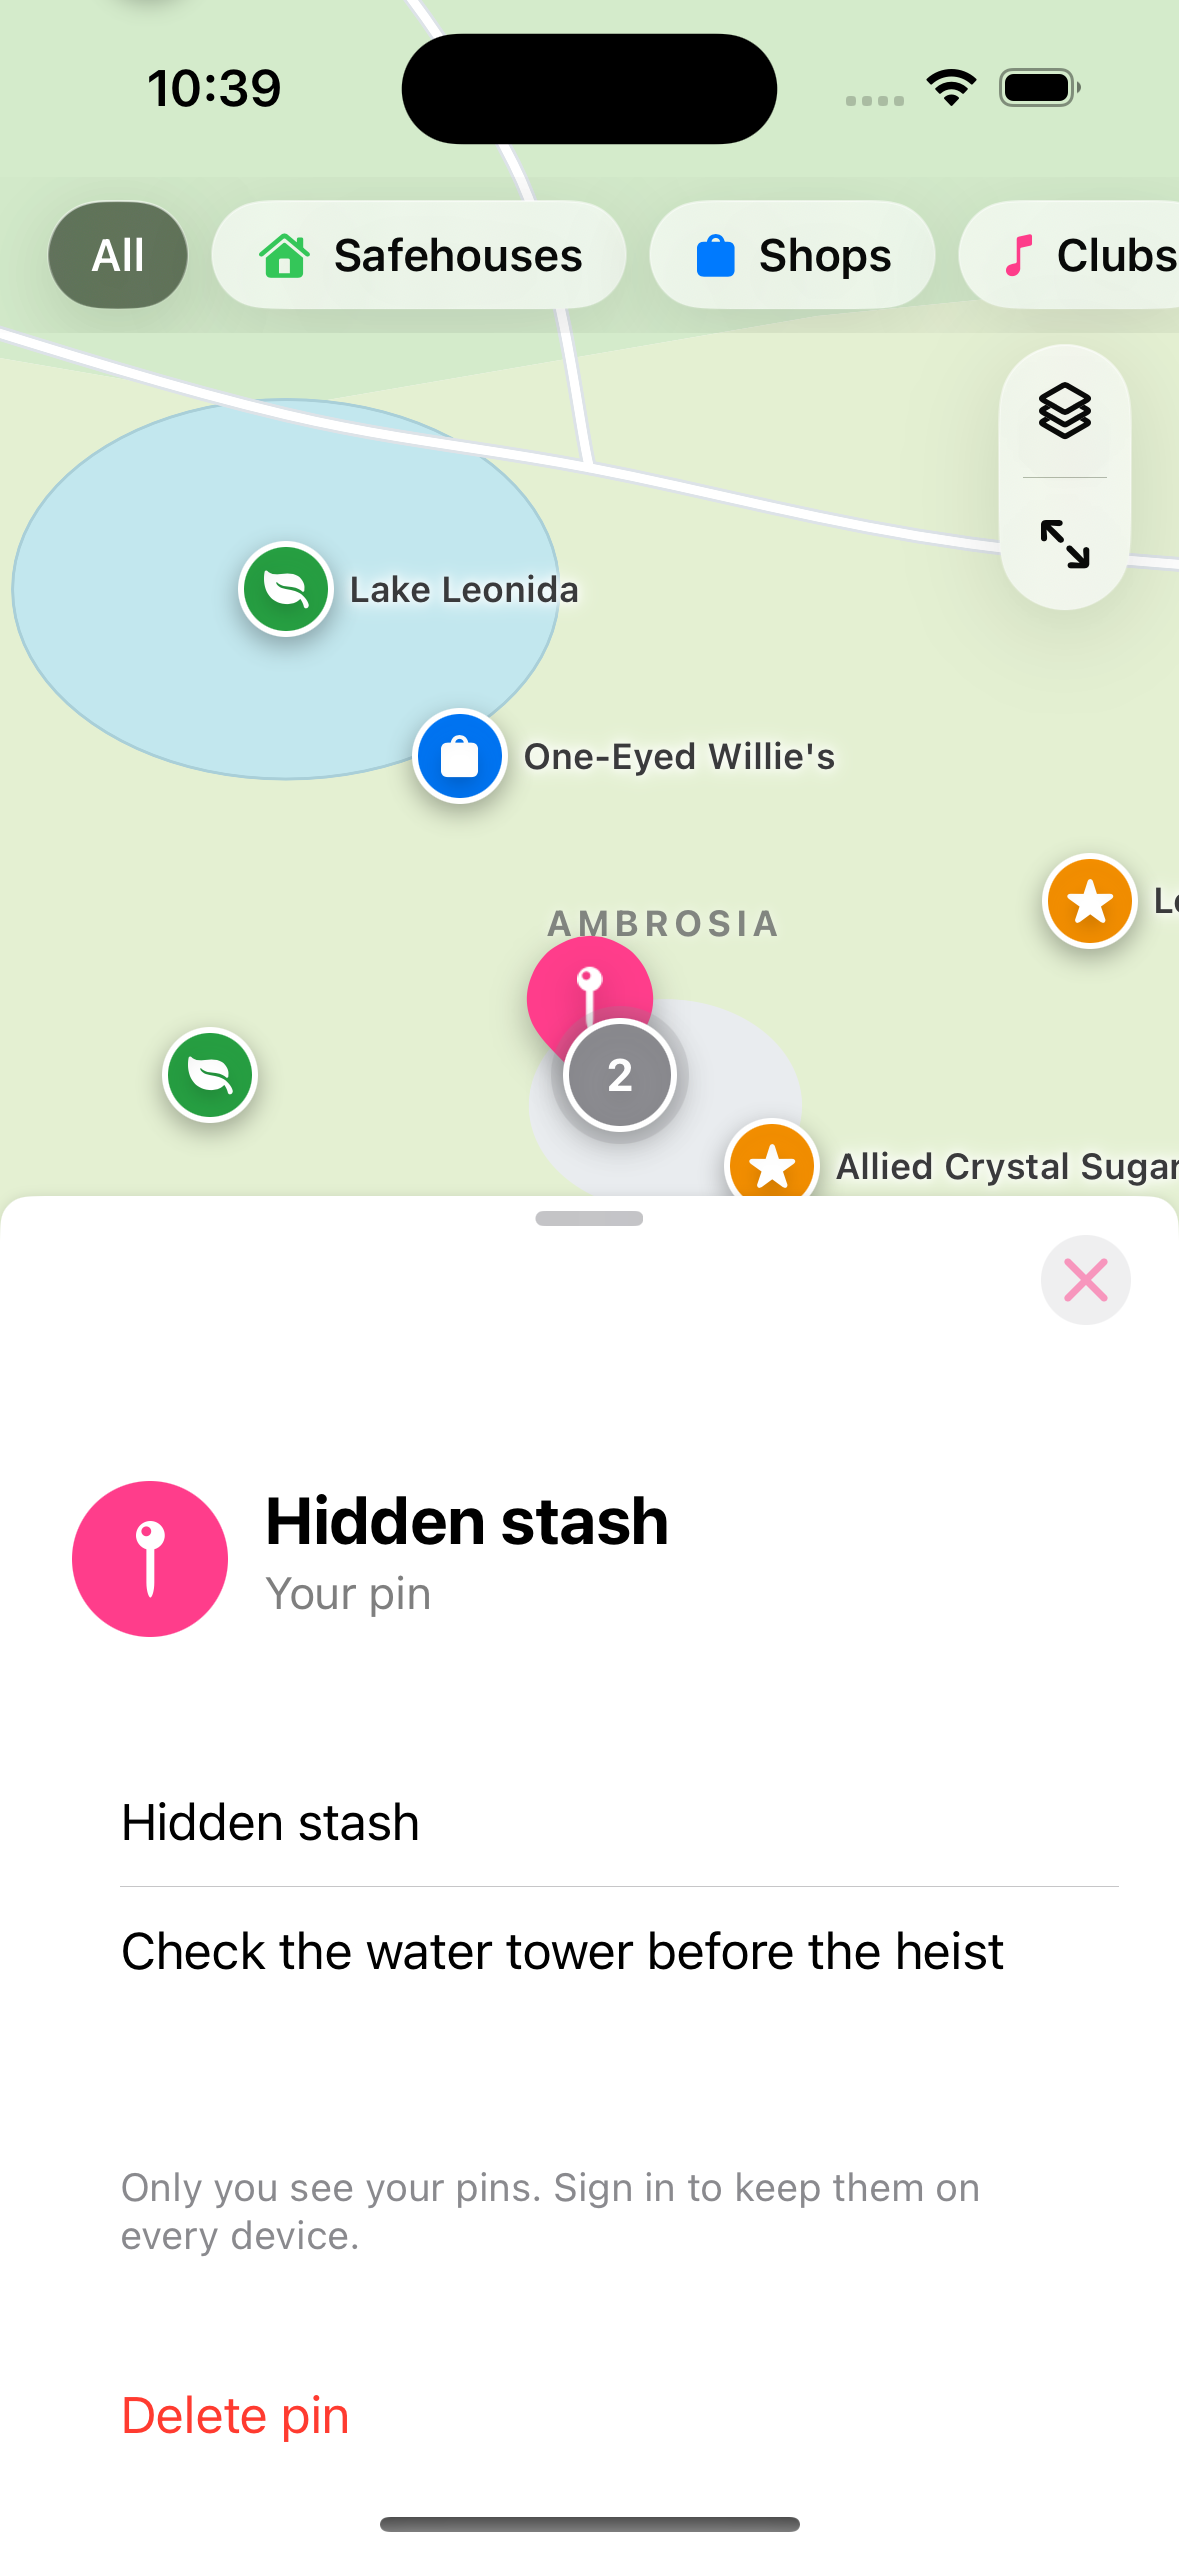 10:39
All
Safehouses
Shops
Clubs
Lake Leonida
One-Eyed Willie's
AMBROSIA
2
Allied Crystal Sugar
Hidden stash
Your pin
Hidden stash
Check the water tower before the heist
Only you see your pins. Sign in to keep them on
every device.
Delete pin